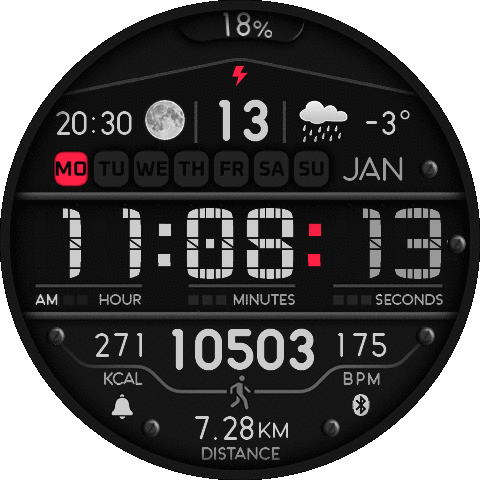 18%
20:30 13 -3°
MO TU WE TH FR SA SU JAN
11:08:13
AM HOUR MINUTES SECONDS
271 10503 175
KCAL BPM
7.28KM
DISTANCE